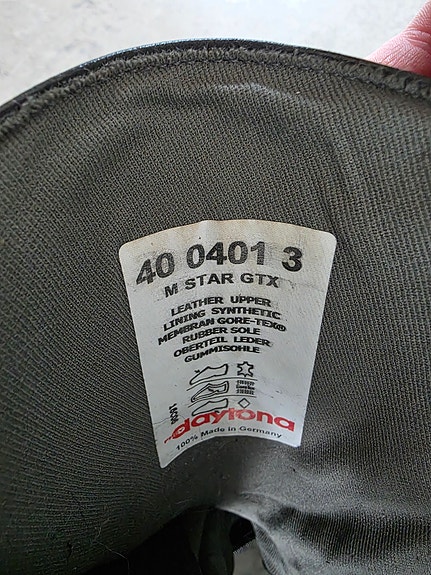 40 0401 3
M STAR GTX
LEATHER UPPER
LINING SYNTHETIC
MEMBRAN GORE-TEX®
RUBBER SOLE
OBERTEIL LEDER
GUMMISOHLE
daytona
100% Made in Germany